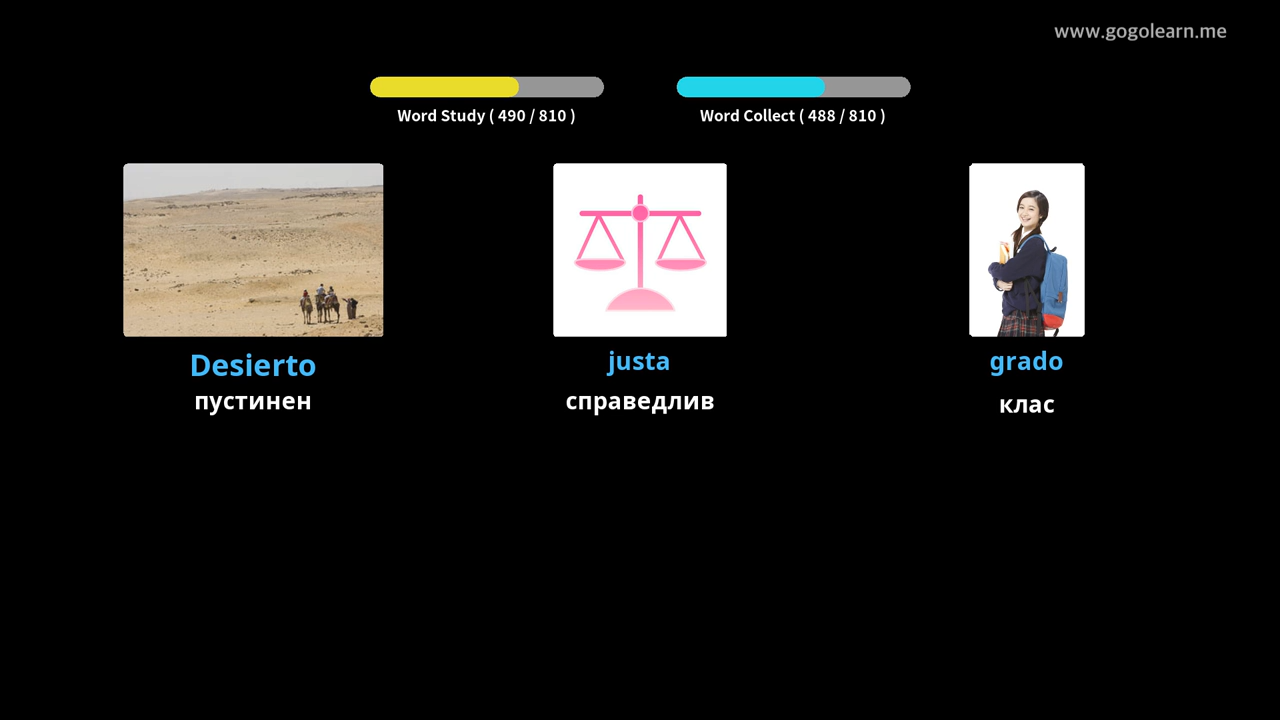 www.gogolearn.me
Word Study ( 490 / 810 )
Word Collect ( 488 / 810 )
Desierto
пустинен
justa
справедлив
grado
клас